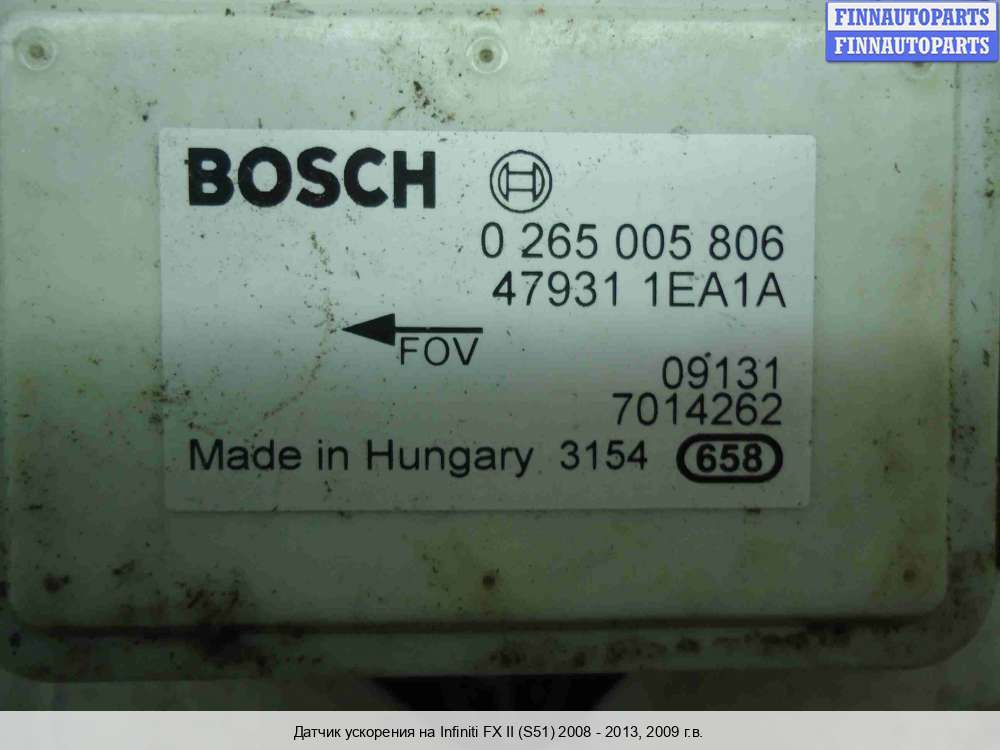 FINNAUTOPARTS
FINNAUTOPARTS
BOSCH
0 265 005 806
47931 1EA1A
FOV
09131
7014262
Made in Hungary 3154 658
Датчик ускорения на Infiniti FX II (S51) 2008 - 2013, 2009 г.в.